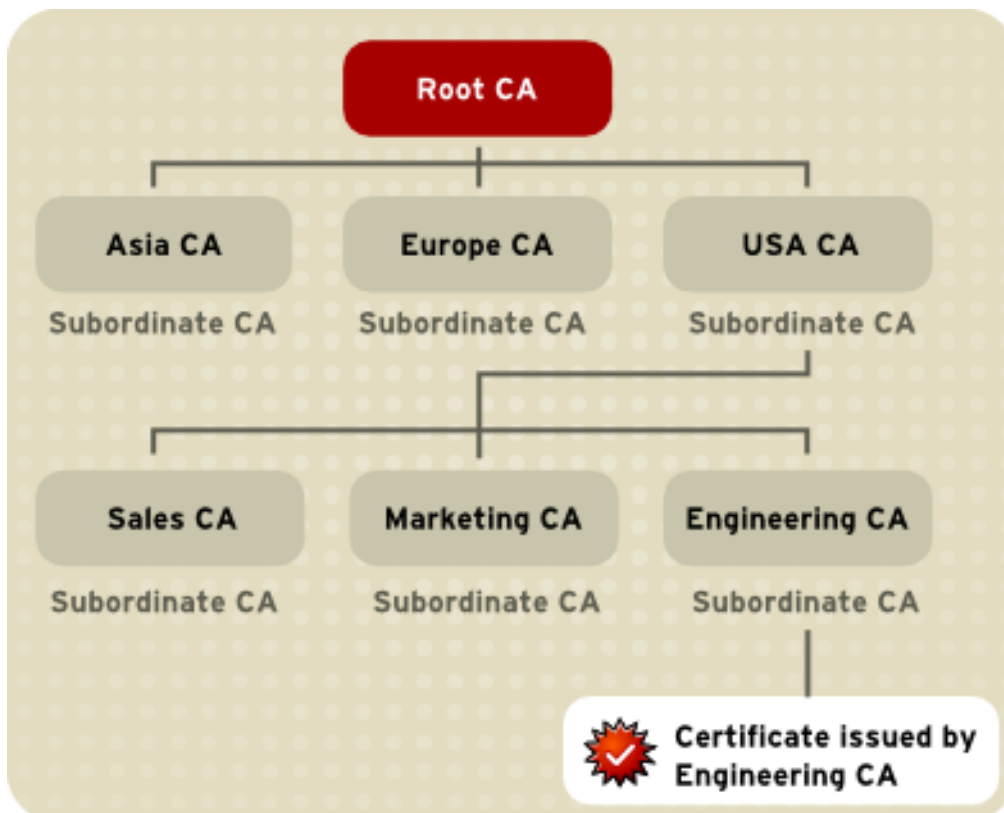 Root CA
Asia CA
Europe CA
USA CA
Subordinate CA
Subordinate CA
Subordinate CA
Sales CA
Marketing CA
Engineering CA
Subordinate CA
Subordinate CA
Subordinate CA
Certificate issued by
Engineering CA